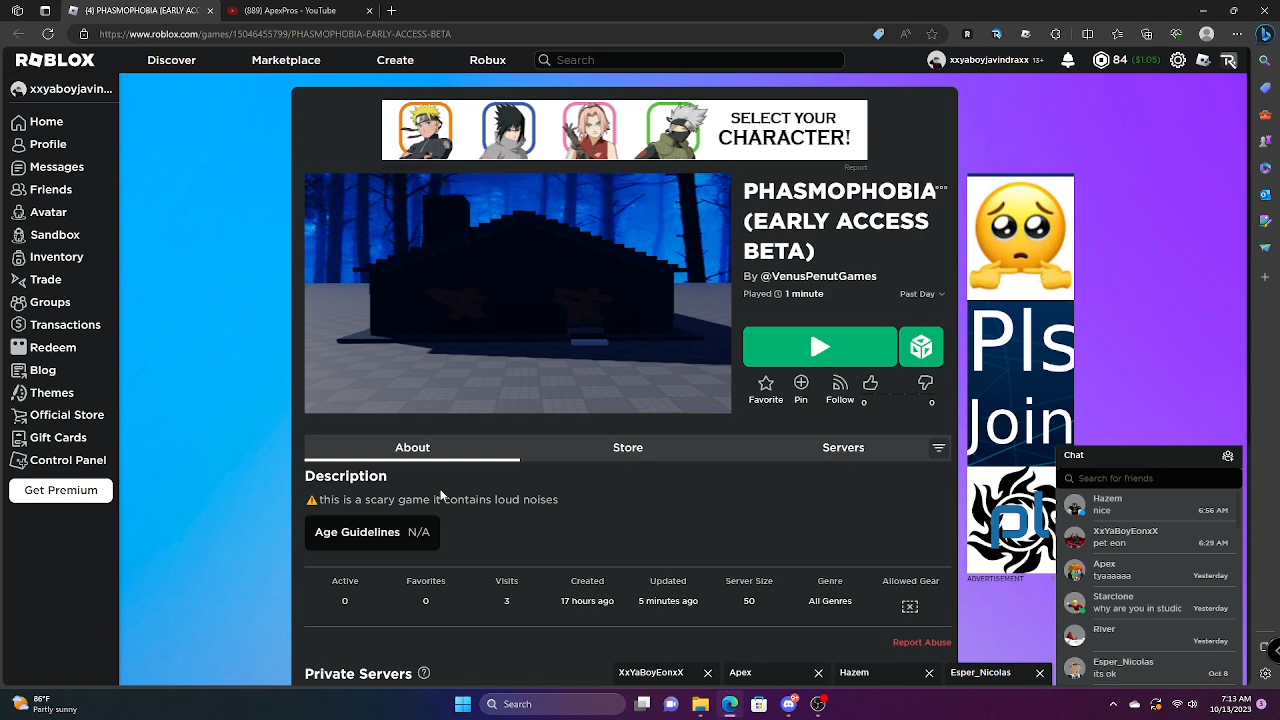 (4) PHASMOPHOBIA (EARLY ACC
(889) ApexPros - YouTube
https://www.roblox.com/games/15046455799/PHASMOPHOBIA-EARLY-ACCESS-BETA
ROBLOX
Discover
Marketplace
Create
Robux
Search
xxyaboyjavindrxx 13+
84 ($1.05)
xxyaboyjavin...
Home
Profile
Messages
Friends
Avatar
Sandbox
Inventory
Trade
Groups
Transactions
Redeem
Blog
Themes
Official Store
Gift Cards
Control Panel
Get Premium
SELECT YOUR
CHARACTER!
Report
PHASMOPHOBIA
(EARLY ACCESS
BETA)
By @VenusPenutGames
Played 1 minute
Past Day
Favorite
Pin
Follow
0
0
About
Store
Servers
Description
⚠this is a scary game it contains loud noises
Age Guidelines N/A
Active
Favorites
Visits
Created
Updated
Server Size
Genre
Allowed Gear
0
0
3
17 hours ago
5 minutes ago
50
All Genres
Report Abuse
Private Servers
Pls
Join
pl
ADVERTISEMENT
Chat
Search for friends
Hazem
nice
6:56 AM
XxYaBoyEonxX
pet eon
6:29 AM
Apex
tyaaaaa
Yesterday
Starclone
why are you in studic
Yesterday
River
Yesterday
Esper_Nicolas
its ok
Oct 8
XxYaBoyEonxX
Apex
Hazem
Esper_Nicolas
86°F
Partly sunny
Search
7:13 AM
10/13/2023
3